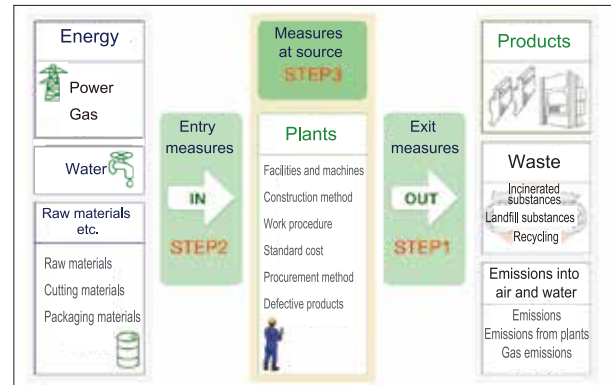 Energy
Power
Gas
Water
Raw materials
etc.
Raw materials
Cutting materials
Packaging materials
Entry
measures
IN
STEP2
Measures
at source
STEP3
Plants
Facilities and machines
Construction method
Work procedure
Standard cost
Procurement method
Defective products
Exit
measures
OUT
STEP1
Products
Waste
Incinerated
substances
Landfill substances
Recycling
Emissions into
air and water
Emissions
Emissions from plants
Gas emissions